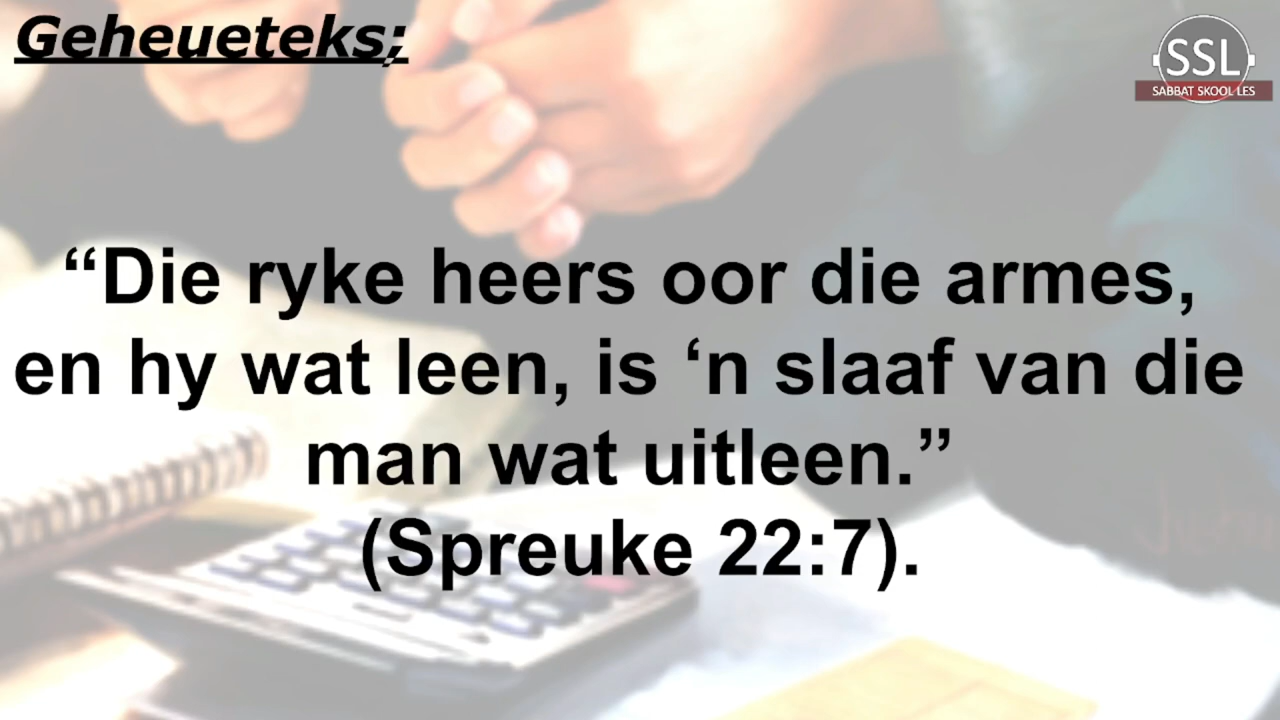 Geheueteks;
SSL
SABBAT SKOOL LES
“Die ryke heers oor die armes,
en hy wat leen, is ‘n slaaf van die
man wat uitleen.”
(Spreuke 22:7).